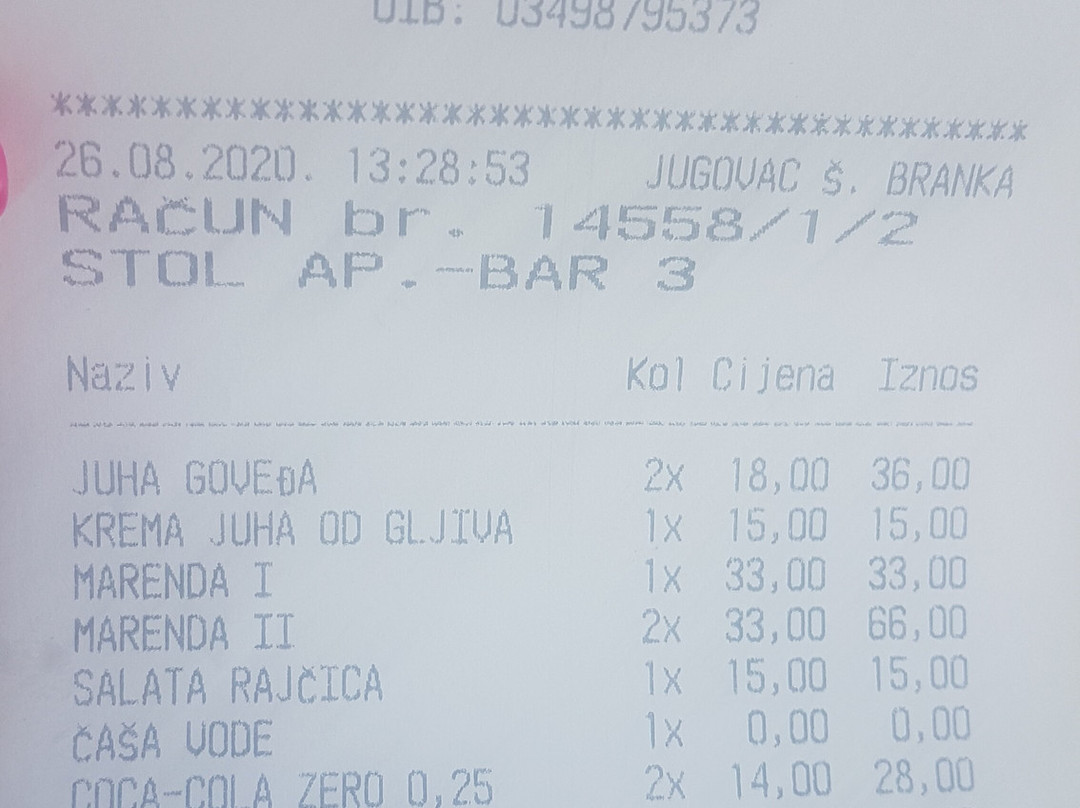 OIB: 03498795373
******************************************
26.08.2020. 13:28:53 JUGOVAC Š. BRANKA
RAČUN br. 14558/1/2
STOL AP.-BAR 3
Naziv Kol Cijena Iznos
JUHA GOVEĐA 2x 18,00 36,00
KREMA JUHA OD GLJIVA 1x 15,00 15,00
MARENDA I 1x 33,00 33,00
MARENDA II 2x 33,00 66,00
SALATA RAJČICA 1x 15,00 15,00
ČAŠA VODE 1x 0,00 0,00
COCA-COLA ZERO 0,25 2x 14,00 28,00